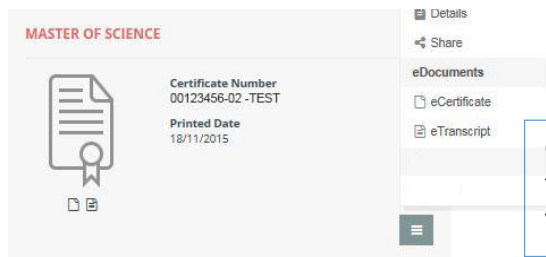 MASTER OF SCIENCE
Certificate Number
00123456-02 -TEST
Printed Date
18/11/2015
Details
Share
eDocuments
eCertificate
eTranscript